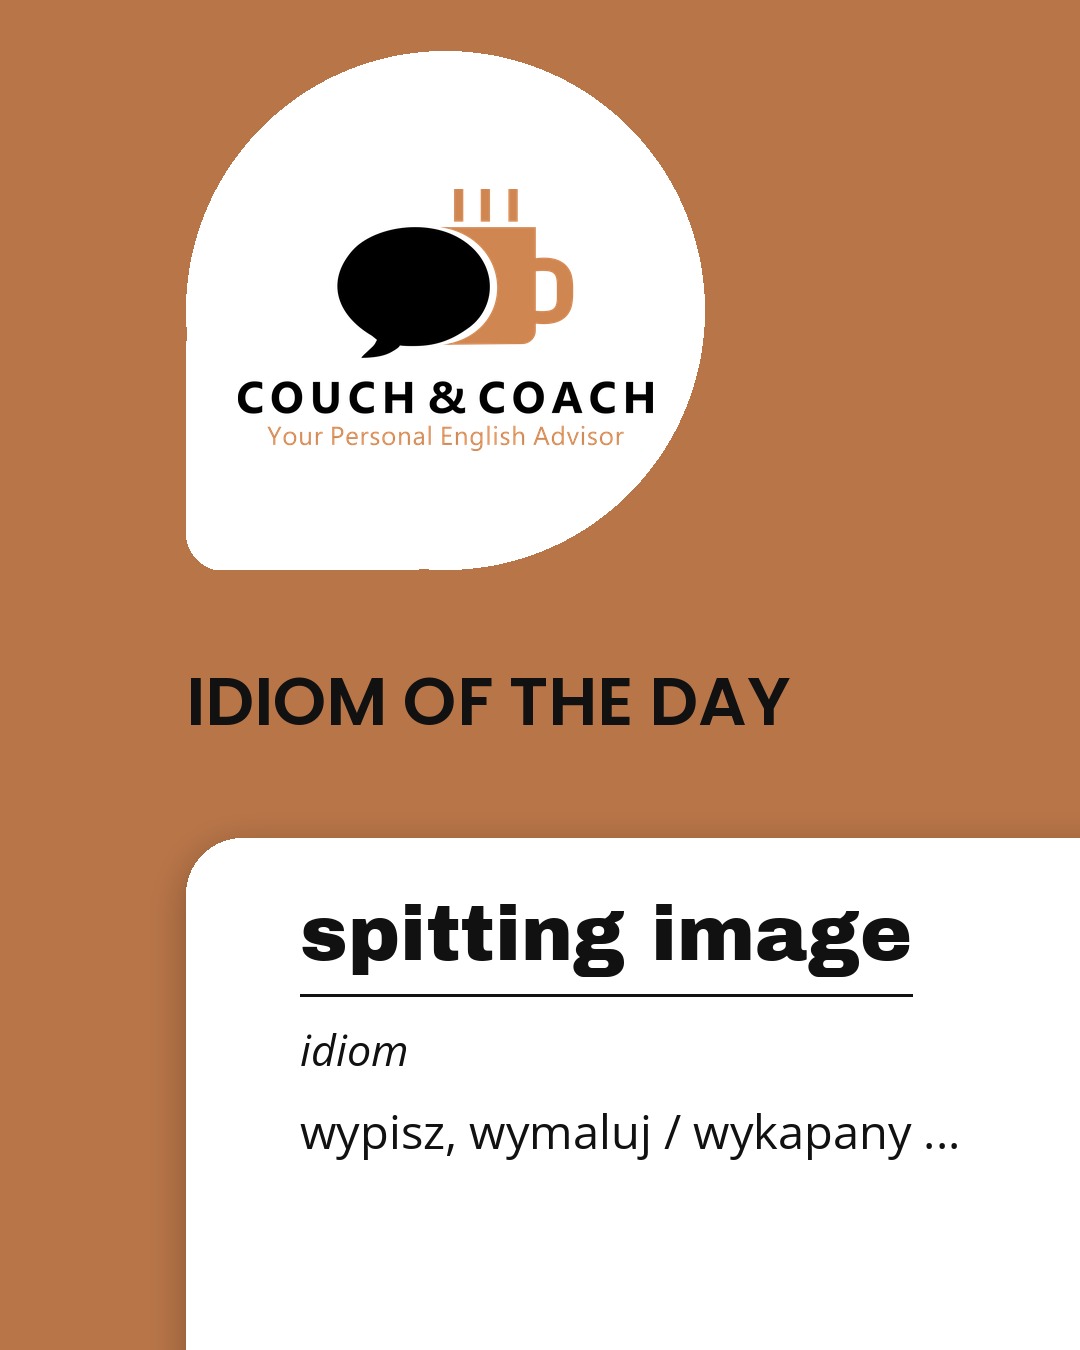 COUCH & COACH
Your Personal English Advisor
IDIOM OF THE DAY
spitting image
idiom
wypisz, wymaluj / wykapany ...